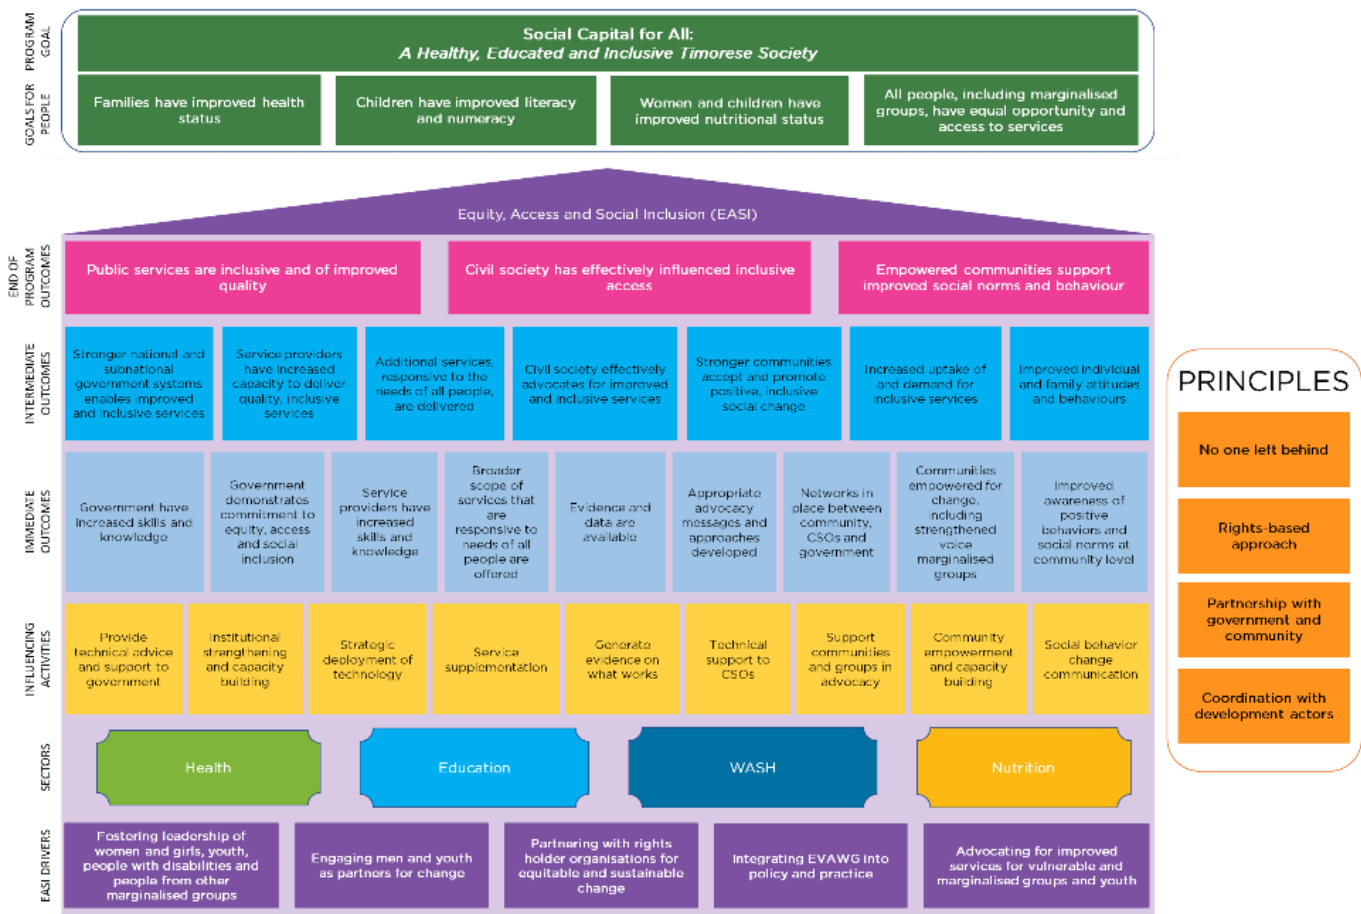 PROGRAM
GOAL
Social Capital for All:
A Healthy, Educated and Inclusive Timorese Society
GOALS FOR
PEOPLE
Families have improved health
status
Children have improved literacy
and numeracy
Women and children have
improved nutritional status
All people, including marginalised
groups, have equal opportunity and
access to services
Equity, Access and Social Inclusion (EASI)
END OF
PROGRAM
OUTCOMES
Public services are inclusive and of improved
quality
Civil society has effectively influenced inclusive
access
Empowered communities support
improved social norms and behaviour
INTERMEDIATE
OUTCOMES
Stronger national and
subnational
government systems
enables improved
and inclusive services
Service providers
have increased
capacity to deliver
quality, inclusive
services
Additional services,
responsive to the
needs of all people,
are delivered
Civil society effectively
advocates for improved
and inclusive services
Stronger communities
accept and promote
positive, inclusive
social change
Increased uptake of
and demand for
inclusive services
Improved individual
and family attitudes
and behaviours
IMMEDIATE
OUTCOMES
Government have
increased skills and
knowledge
Government
demonstrates
commitment to
equity, access
and social
inclusion
Service
providers have
increased
skills and
knowledge
Broader
scope of
services that
are
responsive to
needs of all
people are
offered
Evidence and
data are
available
Appropriate
advocacy
messages and
approaches
developed
Networks in
place between
community,
CSOs and
government
Communities
empowered for
change,
including
strengthened
voice
marginalised
groups
Improved
awareness of
positive
behaviors and
social norms at
community level
INFLUENCING
ACTIVITIES
Provide
technical advice
and support to
government
Institutional
strengthening
and capacity
building
Strategic
deployment of
technology
Service
supplementation
Generate
evidence on
what works
Technical
support to
CSOs
Support
communities
and groups in
advocacy
Community
empowerment
and capacity
building
Social behavior
change
communication
SECTORS
Health
Education
WASH
Nutrition
EASI DRIVERS
Fostering leadership of
women and girls, youth,
people with disabilities and
people from other
marginalised groups
Engaging men and youth
as partners for change
Partnering with rights
holder organisations for
equitable and sustainable
change
Integrating EVAWG into
policy and practice
Advocating for improved
services for vulnerable and
marginalised groups and youth
PRINCIPLES
No one left behind
Rights-based
approach
Partnership with
government and
community
Coordination with
development actors